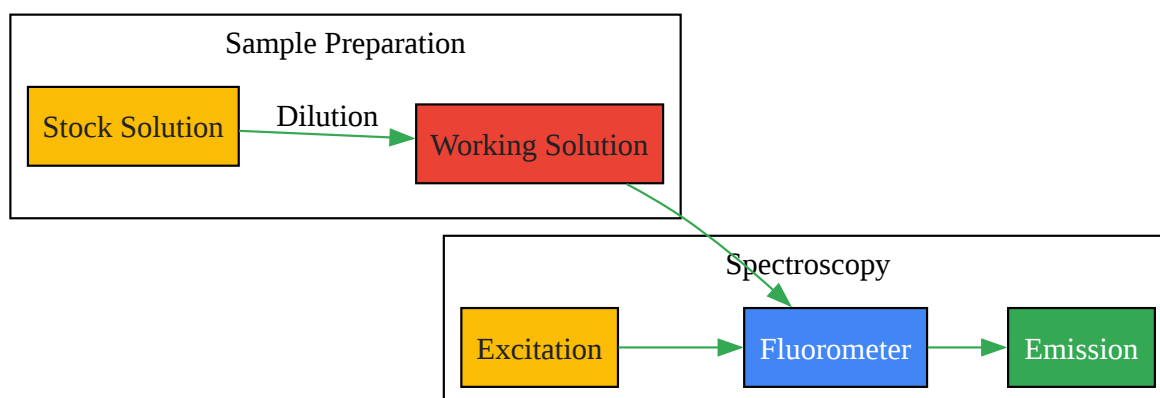 Sample Preparation
Stock Solution
Dilution
Working Solution
Spectroscopy
Excitation
Fluorometer
Emission